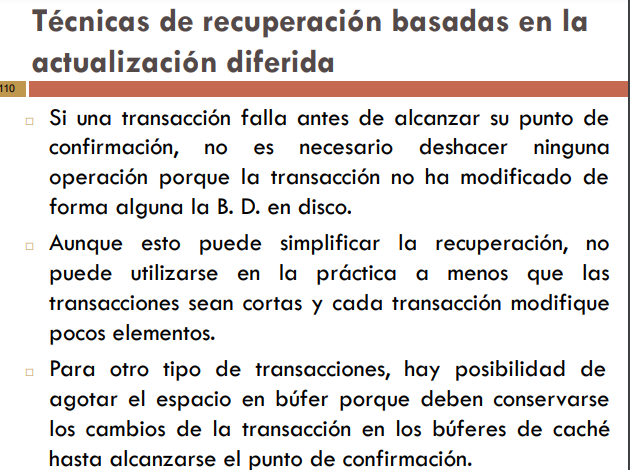 Técnicas de recuperación basadas en la
actualización diferida
110
Si una transacción falla antes de alcanzar su punto de
confirmación, no es necesario deshacer ninguna
operación porque la transacción no ha modificado de
forma alguna la B. D. en disco.
Aunque esto puede simplificar la recuperación, no
puede utilizarse en la práctica a menos que las
transacciones sean cortas y cada transacción modifique
pocos elementos.
Para otro tipo de transacciones, hay posibilidad de
agotar el espacio en búfer porque deben conservarse
los cambios de la transacción en los búferes de caché
hasta alcanzarse el punto de confirmación.